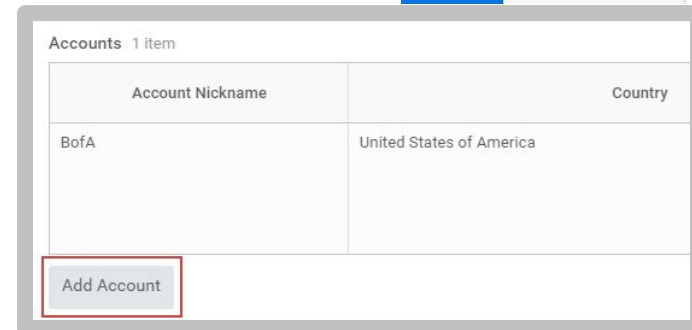 Accounts 1 item
Account Nickname Country
BofA United States of America
Add Account